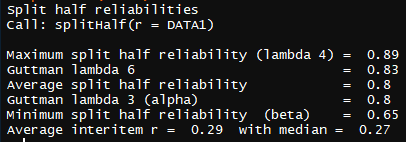 Split half reliabilities
Call: splitHalf(r = DATA1)
Maximum split half reliability (lambda 4) =  0.89
Guttman lambda 6                          =  0.83
Average split half reliability            =  0.8
Guttman lambda 3 (alpha)                  =  0.8
Minimum split half reliability  (beta)    =  0.65
Average interitem r =  0.29  with median =  0.27